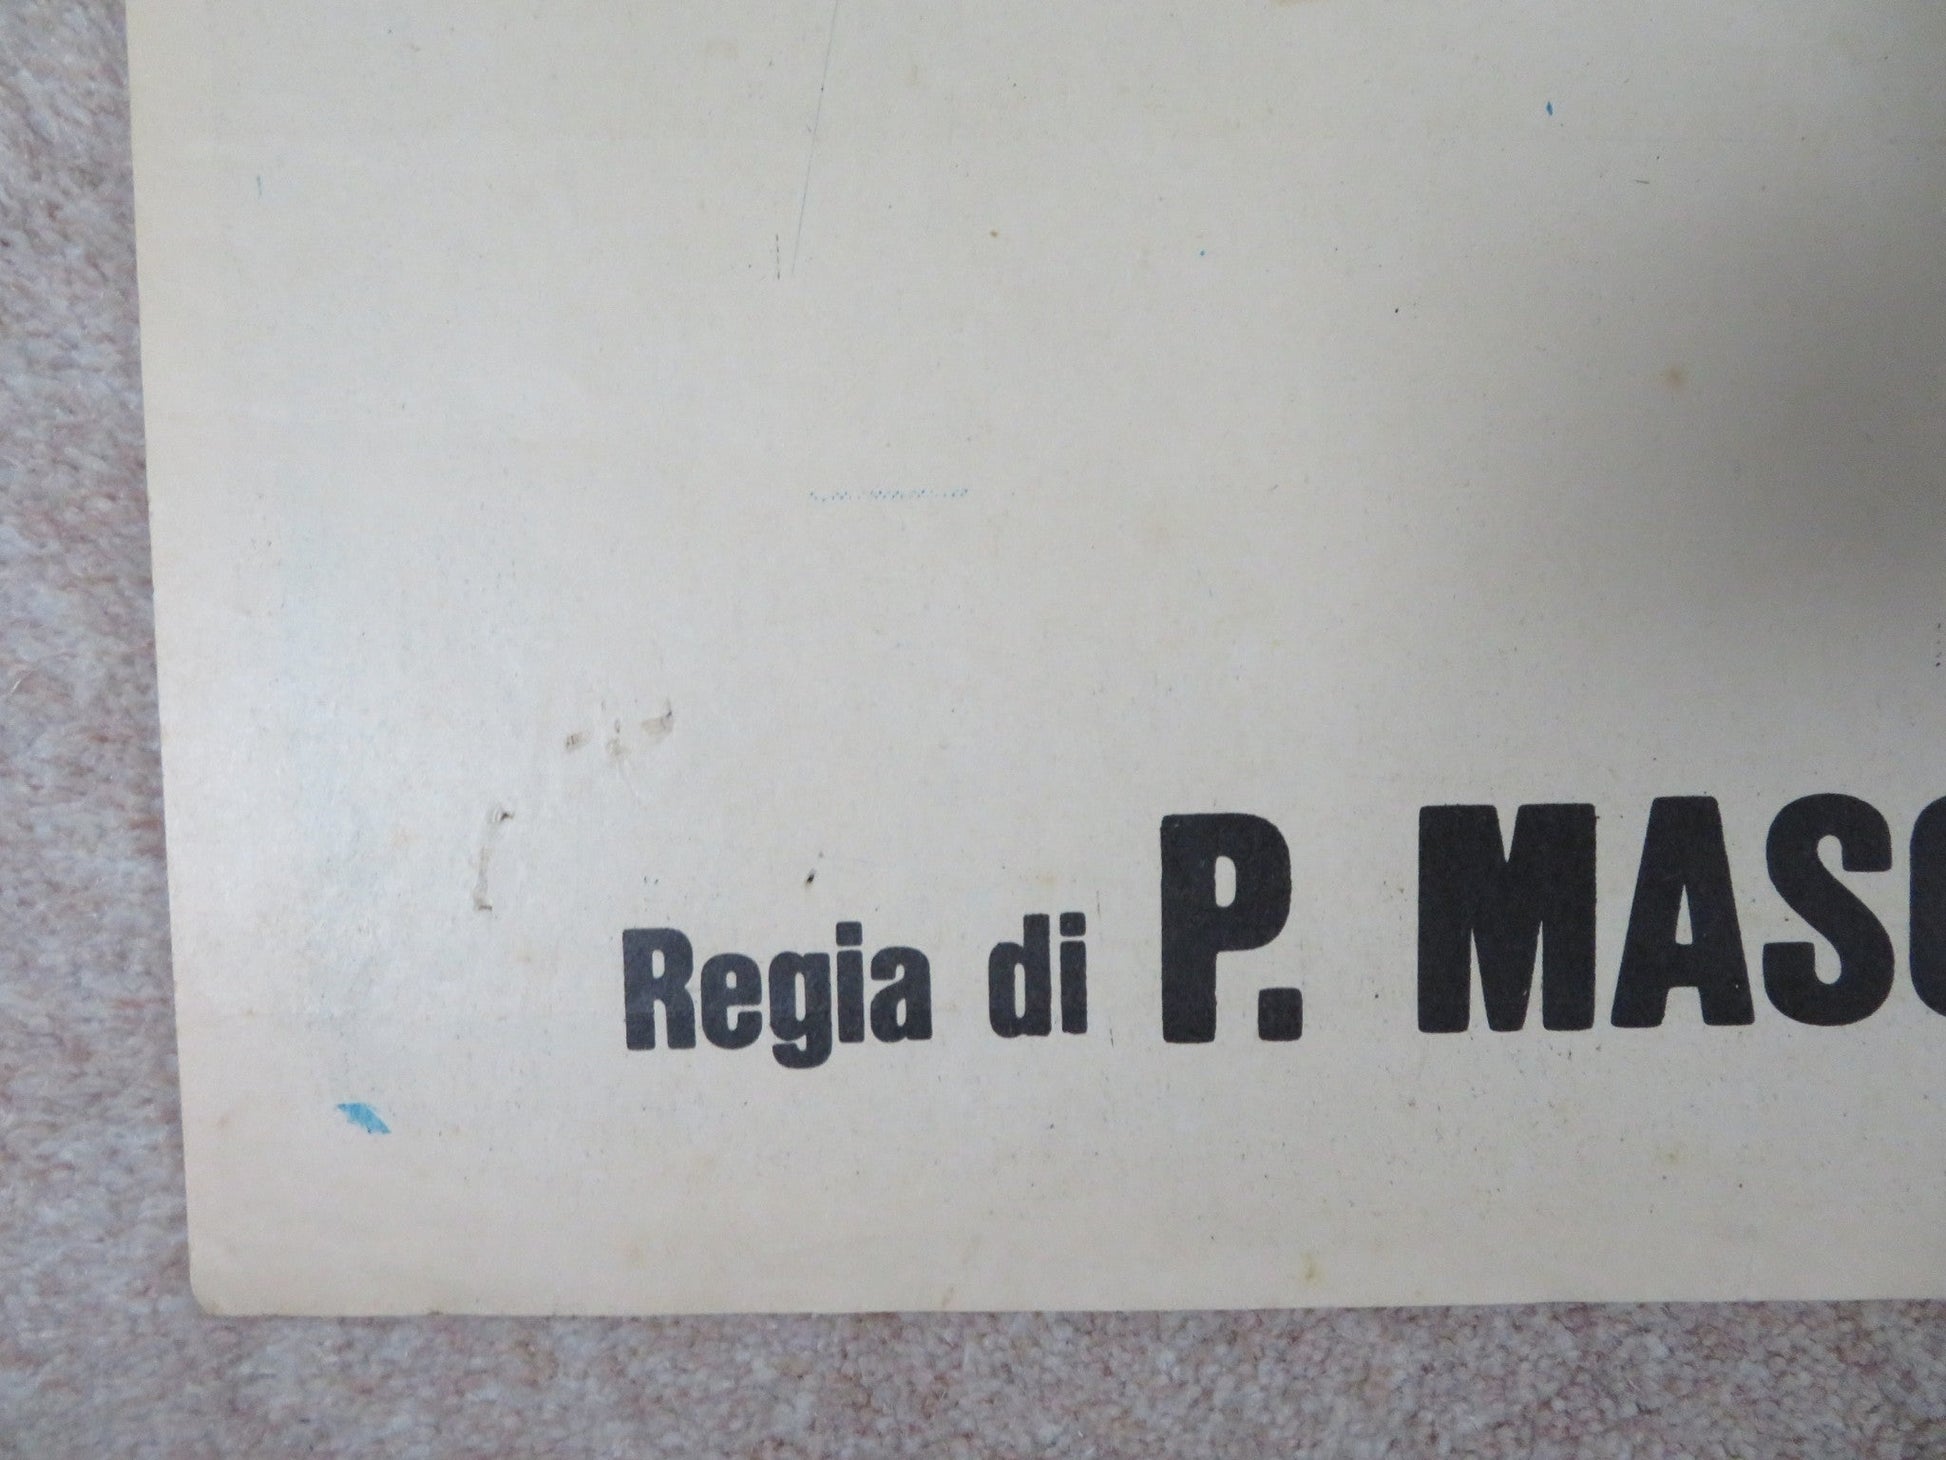 Regia di P. MASC